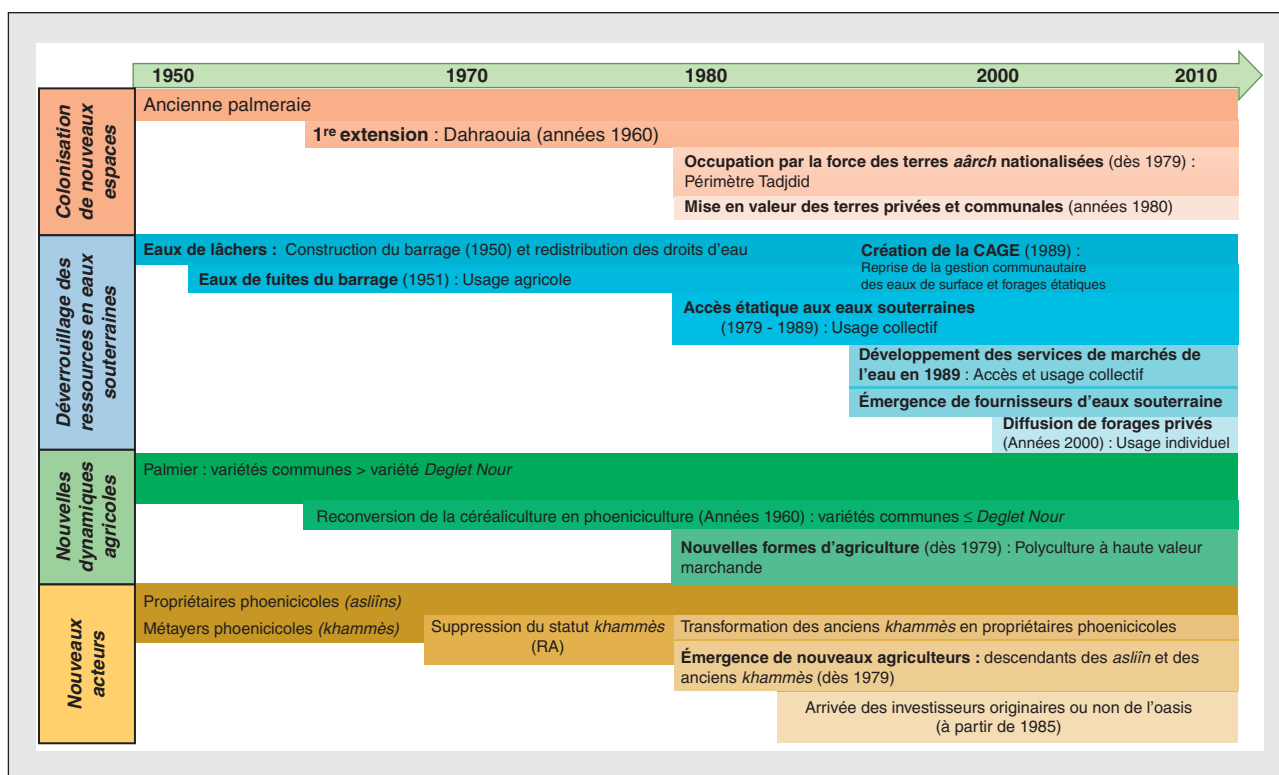 1950 1970 1980 2000 2010
Colonisation
de nouveaux
espaces
Ancienne palmeraie
1re extension : Dahraouia (années 1960)
Occupation par la force des terres aârch nationalisées (dès 1979) :
Périmètre Tadjdid
Mise en valeur des terres privées et communales (années 1980)
Déverrouillage des
ressources en eaux
souterraines
Eaux de lâchers : Construction du barrage (1950) et redistribution des droits d'eau
Création de la CAGE (1989) :
Reprise de la gestion communautaire
des eaux de surface et forages étatiques
Eaux de fuites du barrage (1951) : Usage agricole
Accès étatique aux eaux souterraines
(1979 - 1989) : Usage collectif
Développement des services de marchés de
l'eau en 1989 : Accès et usage collectif
Émergence de fournisseurs d'eaux souterraine
Diffusion de forages privés
(Années 2000) : Usage individuel
Nouvelles
dynamiques
agricoles
Palmier : variétés communes > variété Deglet Nour
Reconversion de la céréaliculture en phoeniciculture (Années 1960) : variétés communes ≤ Deglet Nour
Nouvelles formes d'agriculture (dès 1979) : Polyculture à haute valeur
marchande
Nouveaux
acteurs
Propriétaires phoenicicoles (asliîns)
Métayers phoenicicoles (khammès)
Suppression du statut khammès
(RA)
Transformation des anciens khammès en propriétaires phoenicicoles
Émergence de nouveaux agriculteurs : descendants des asliîn et des
anciens khammès (dès 1979)
Arrivée des investisseurs originaires ou non de l'oasis
(à partir de 1985)